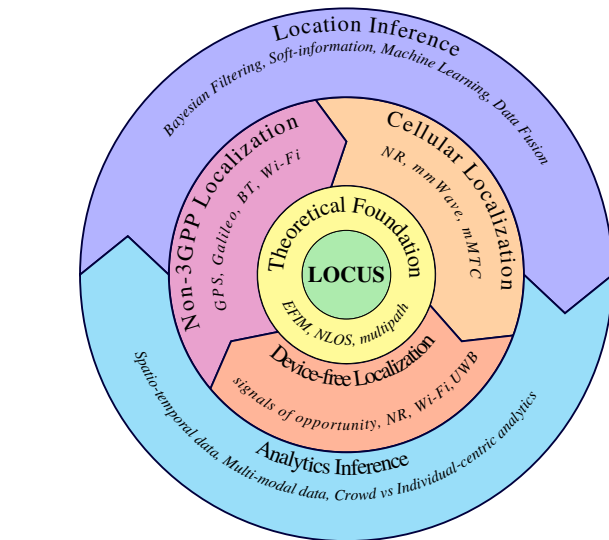 Location Inference
Bayesian Filtering, Soft-information, Machine Learning, Data Fusion
Non-3GPP Localization
GPS, Galileo, BT, Wi-Fi
Cellular Localization
NR, mmWave, mMTC
Theoretical Foundation
LOCUS
EFIM, NLOS, multipath
Device-free Localization
signals of opportunity, NR, Wi-Fi, UWB
Analytics Inference
Spatio-temporal data, Multi-modal data, Crowd vs Individual-centric analytics